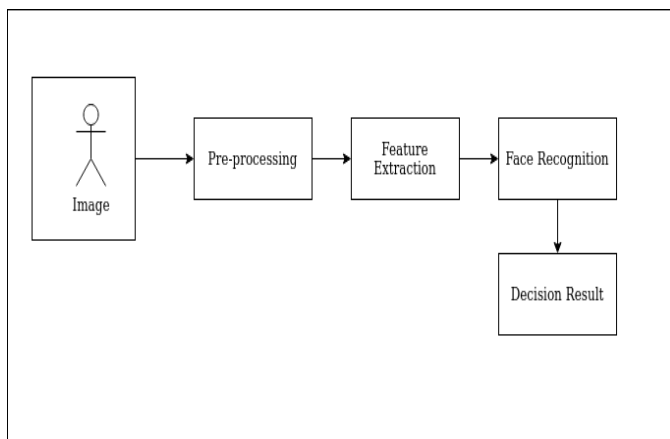 Image
Pre-processing
Feature
Extraction
Face Recognition
Decision Result